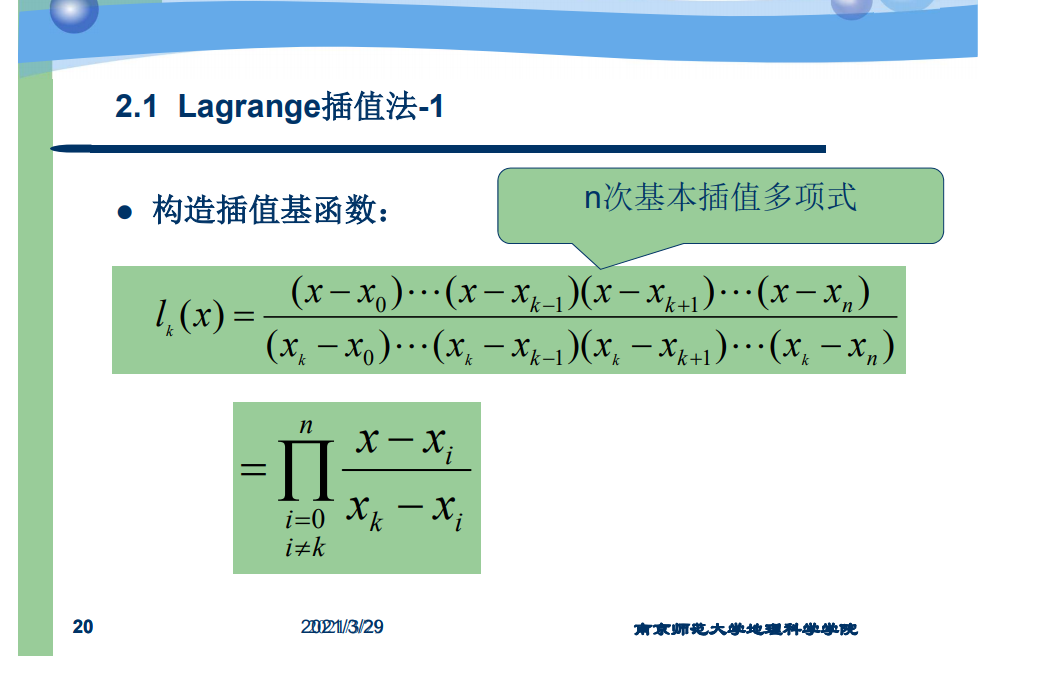 2.1 Lagrange插值法-1
n次基本插值多项式
● 构造插值基函数：
l_k(x) = \frac{(x-x_0)\cdots(x-x_{k-1})(x-x_{k+1})\cdots(x-x_n)}{(x_k-x_0)\cdots(x_k-x_{k-1})(x_k-x_{k+1})\cdots(x_k-x_n)}
= \prod_{\substack{i=0 \\ i \neq k}}^{n} \frac{x-x_i}{x_k-x_i}
20 2021/3/29 南京师范大学地理科学学院